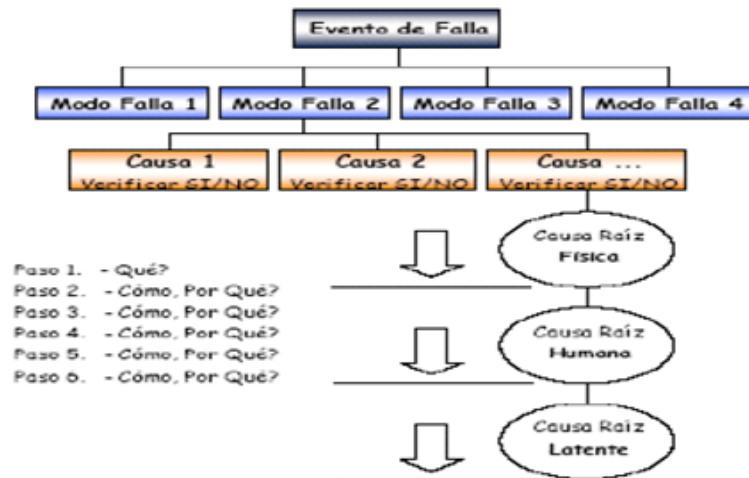 Evento de Falla
Modo Falla 1
Modo Falla 2
Modo Falla 3
Modo Falla 4
Causa 1
Verificar SI/NO
Causa 2
Verificar SI/NO
Causa ...
Verificar SI/NO
Causa Raíz
Física
Paso 1. - Qué?
Paso 2. - Cómo, Por Qué?
Paso 3. - Cómo, Por Qué?
Paso 4. - Cómo, Por Qué?
Paso 5. - Cómo, Por Qué?
Paso 6. - Cómo, Por Qué?
Causa Raíz
Humana
Causa Raíz
Latente